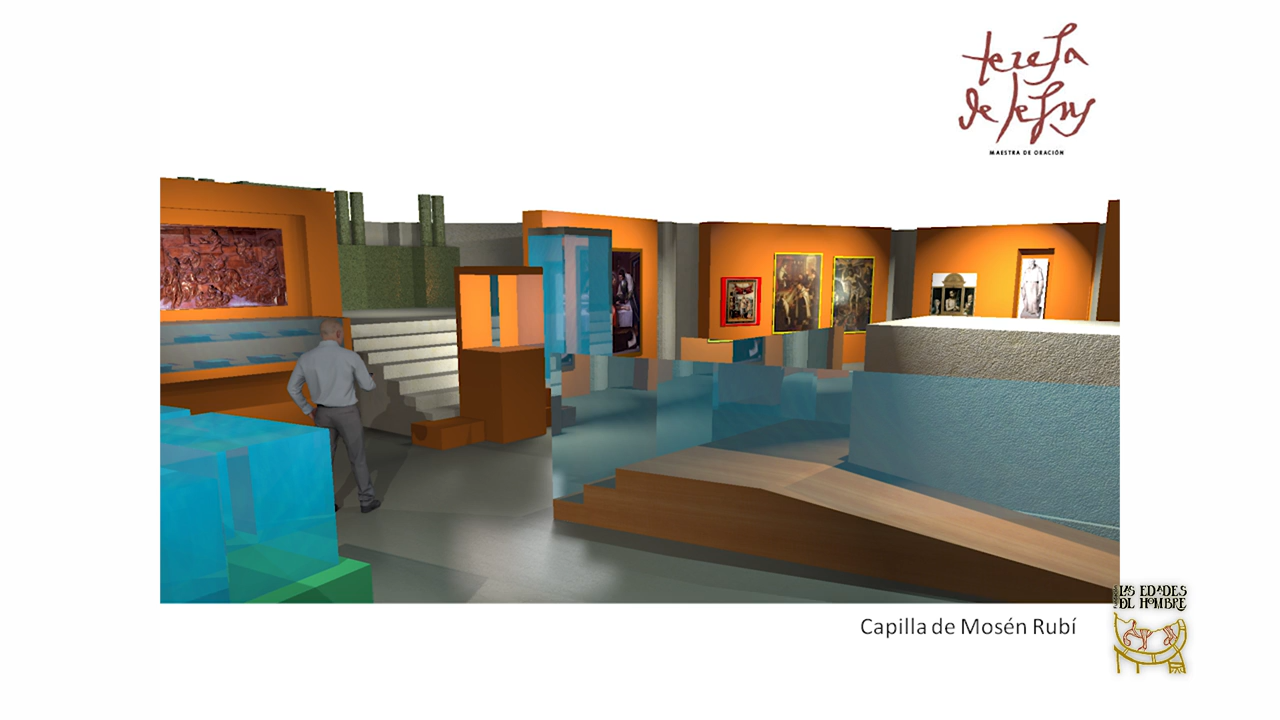 teresa
de Jesus
MAESTRA DE ORACIÓN
LAS EDADES
DEL HOMBRE
Capilla de Mosén Rubí